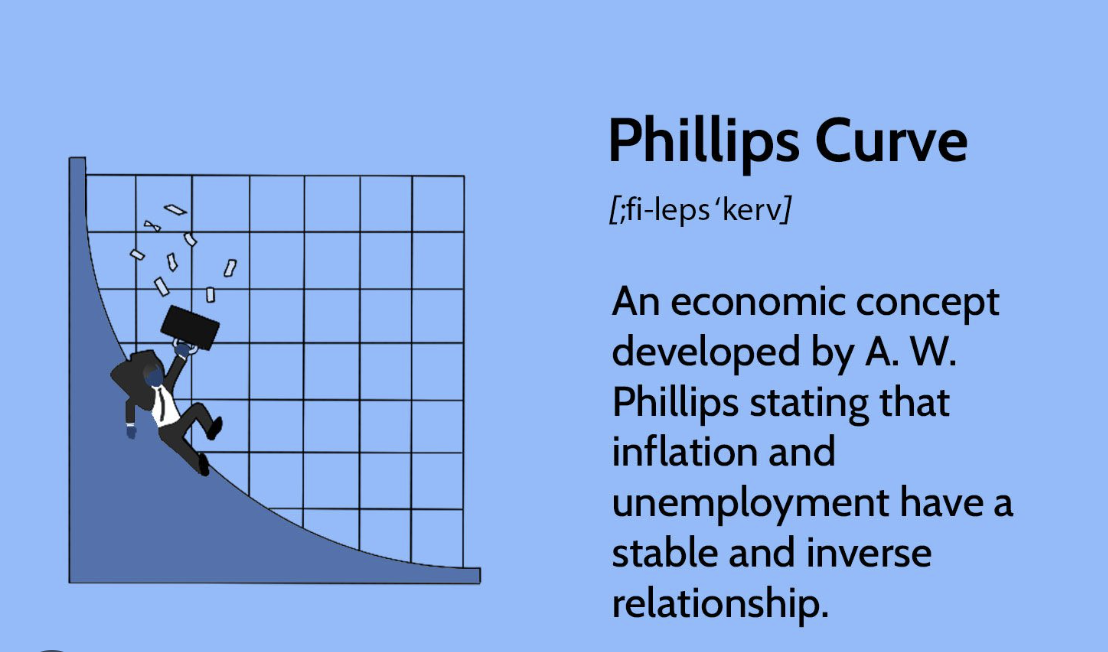 Phillips Curve
[;fi-leps ‘kerv]
An economic concept
developed by A. W.
Phillips stating that
inflation and
unemployment have a
stable and inverse
relationship.